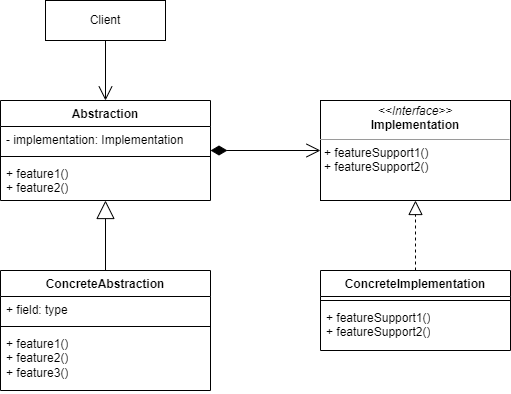 Client
Abstraction
- implementation: Implementation
+ feature1()
+ feature2()
<<Interface>>
Implementation
+ featureSupport1()
+ featureSupport2()
ConcreteAbstraction
+ field: type
+ feature1()
+ feature2()
+ feature3()
ConcreteImplementation
+ featureSupport1()
+ featureSupport2()